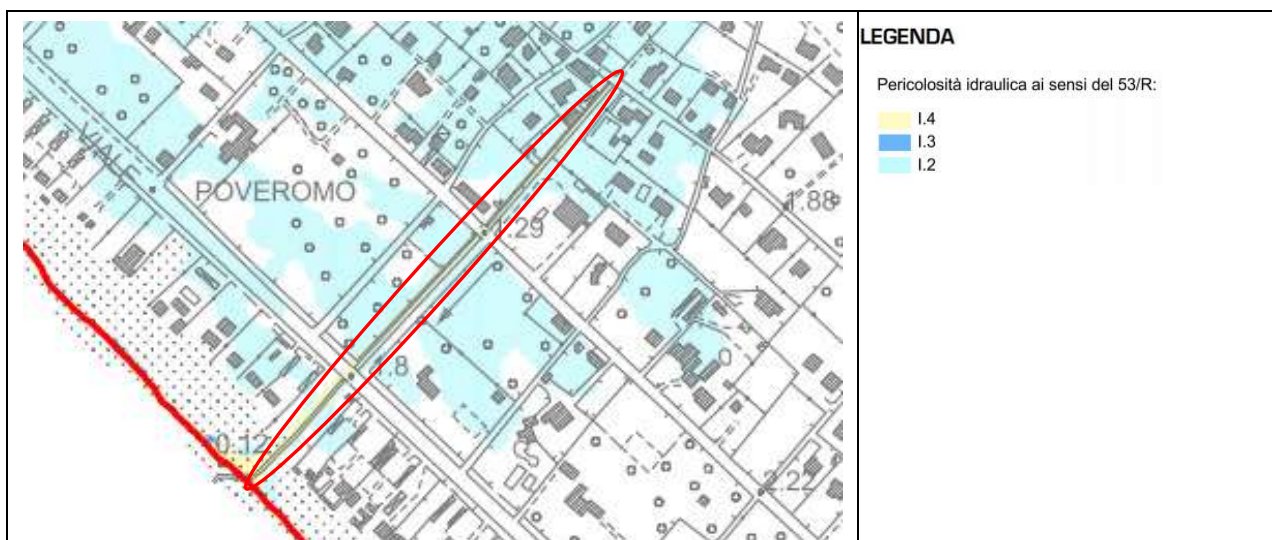 VIALE
POVEROMO
1.29
1.88
1.8
0.12
0
2.22
LEGENDA
Pericolosità idraulica ai sensi del 53/R:
I.4
I.3
I.2